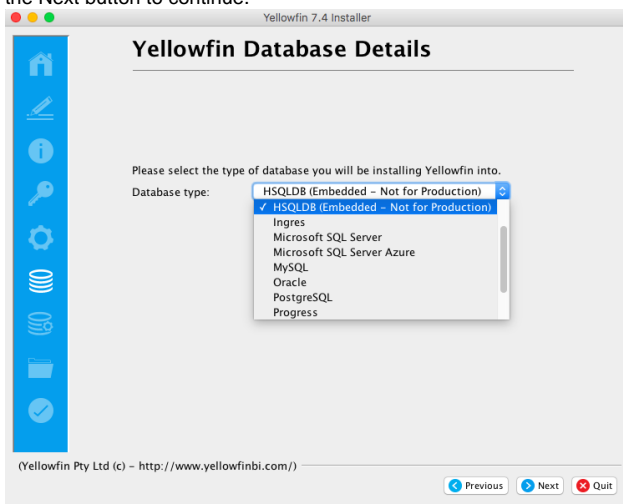 the Next button to continue.
Yellowfin 7.4 Installer
Yellowfin Database Details
Please select the type of database you will be installing Yellowfin into.
Database type: HSQLDB (Embedded – Not for Production)
✓ HSQLDB (Embedded – Not for Production)
Ingres
Microsoft SQL Server
Microsoft SQL Server Azure
MySQL
Oracle
PostgreSQL
Progress
(Yellowfin Pty Ltd (c) – http://www.yellowfinbi.com/)
Previous Next Quit